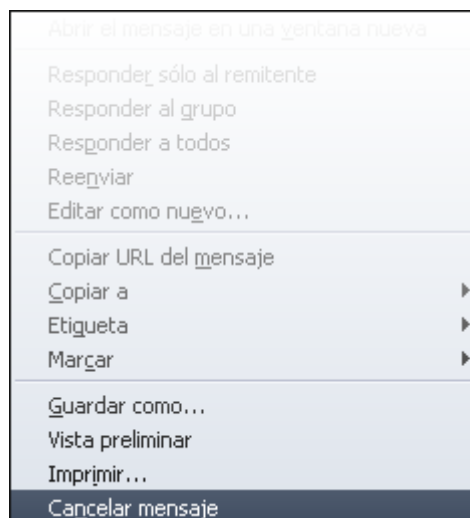 Abrir el mensaje en una ventana nueva
Responder sólo al remitente
Responder al grupo
Responder a todos
Reenviar
Editar como nuevo...
Copiar URL del mensaje
Copiar a
Etiqueta
Marcar
Guardar como...
Vista preliminar
Imprimir...
Cancelar mensaje